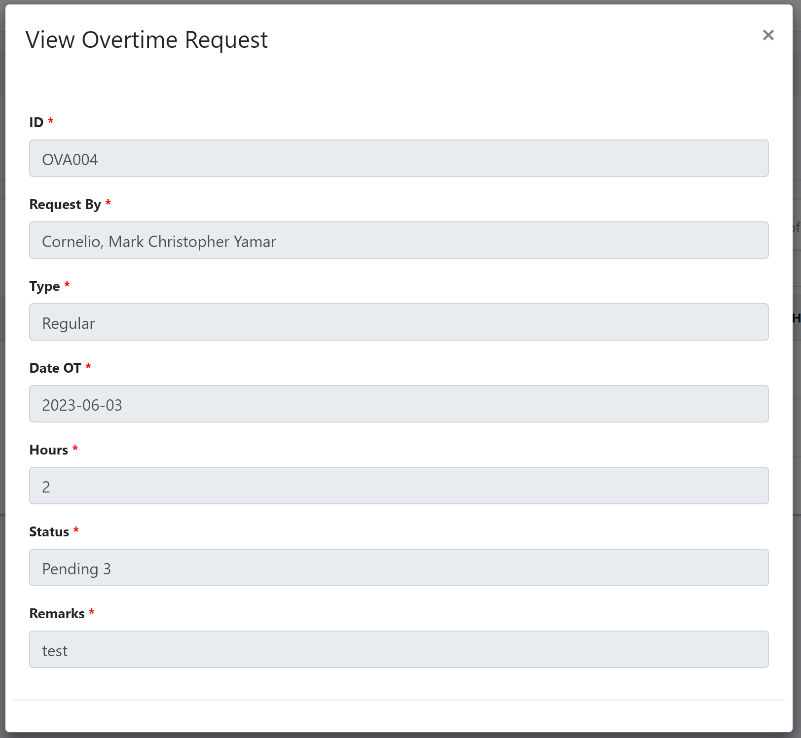 View Overtime Request
×
ID *
OVA004
Request By *
Cornelio, Mark Christopher Yamar
Type *
Regular
Date OT *
2023-06-03
Hours *
2
Status *
Pending 3
Remarks *
test